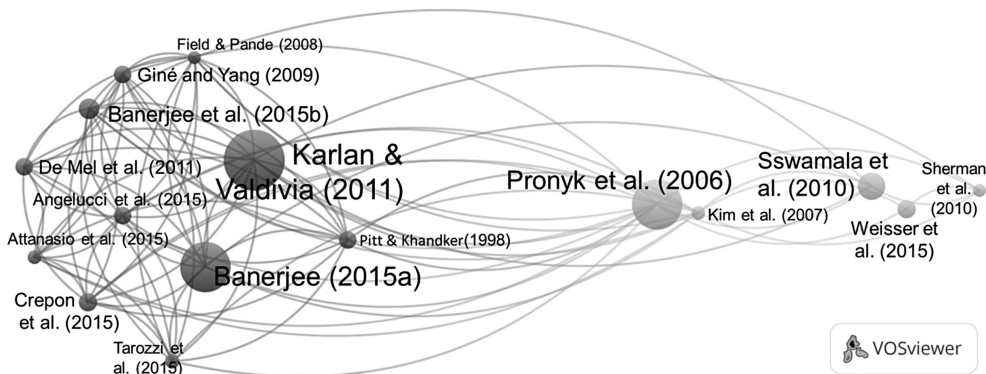 Field & Pande (2008)
Giné and Yang (2009)
Banerjee et al. (2015b)
Karlan &
Valdivia (2011)
De Mel et al. (2011)
Angelucci et al. (2015)
Attanasio et al. (2015)
Pitt & Khandker(1998)
Banerjee (2015a)
Crepon
et al. (2015)
Tarozzi et
al. (2015)
Pronyk et al. (2006)
Kim et al. (2007)
Sswamala et
al. (2010)
Weisser et
al. (2015)
Sherman
et al.
(2010)
VOSviewer